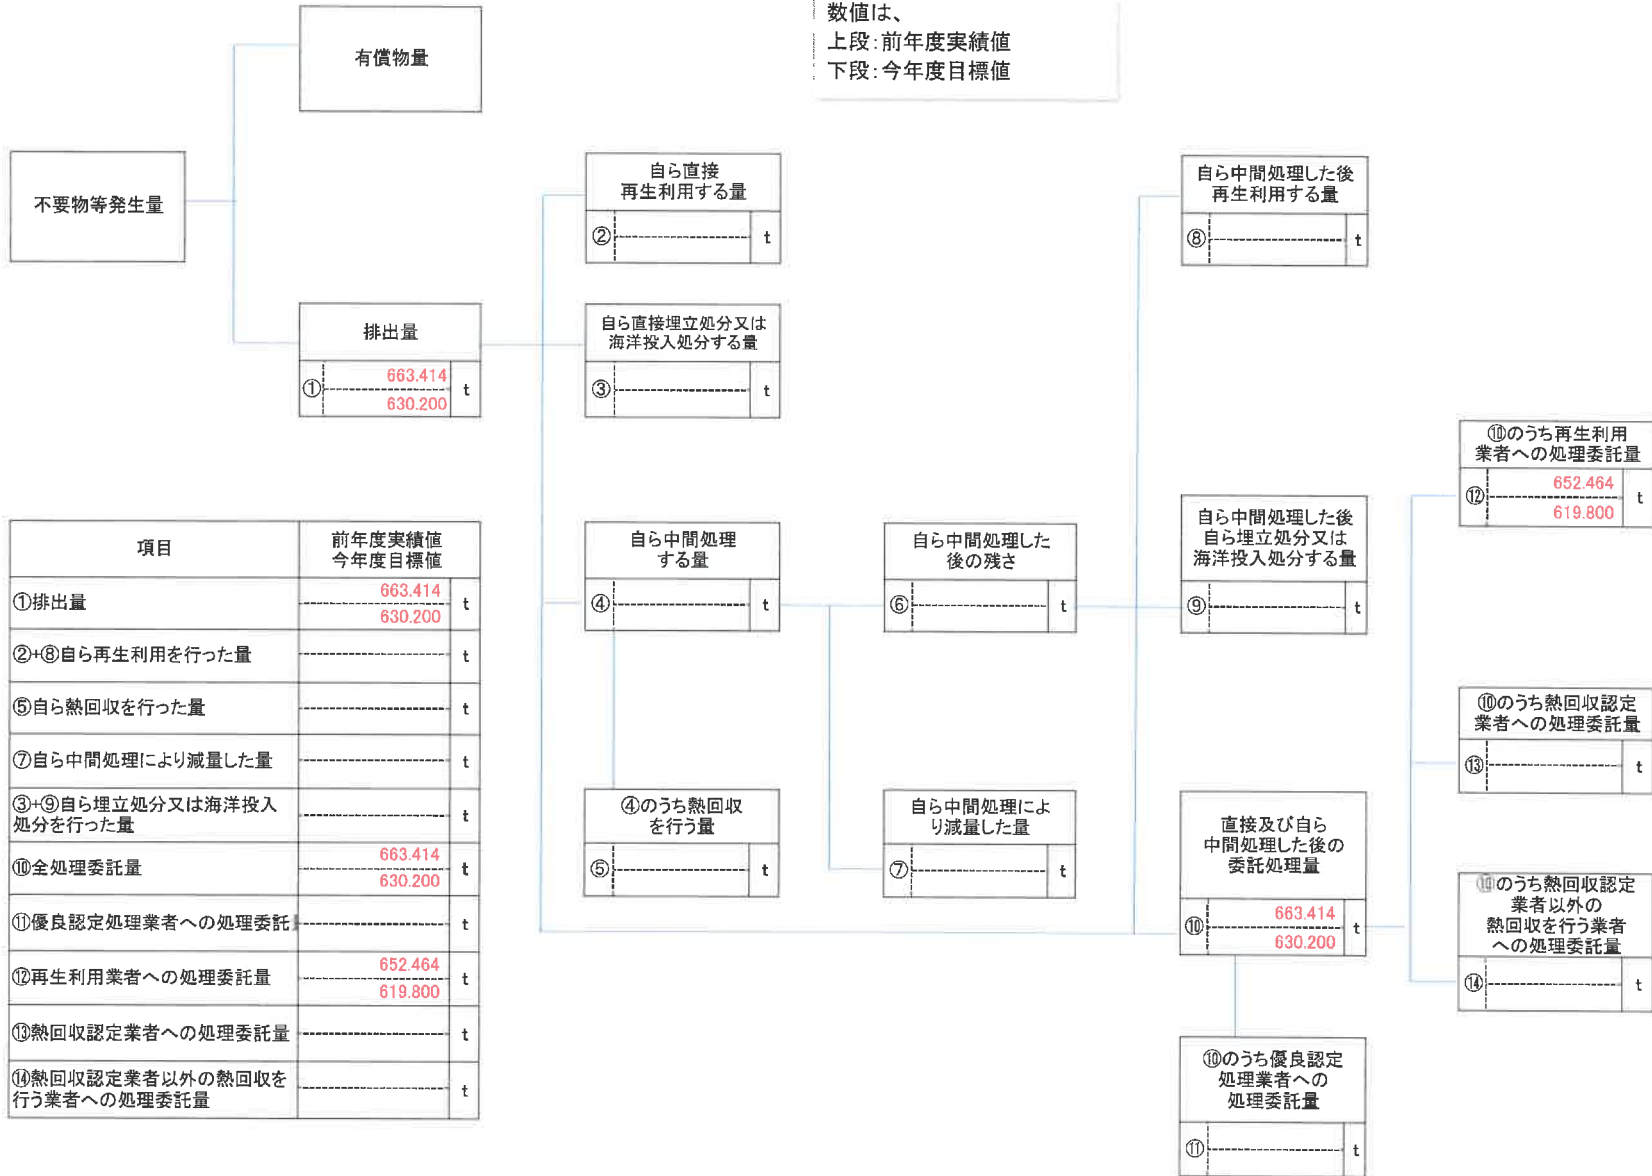 数値は、
上段:前年度実績値
下段:今年度目標値
有償物量
不要物等発生量
排出量
① 663.414 t
630.200
自ら直接
再生利用する量
② t
自ら直接埋立処分又は
海洋投入処分する量
③ t
自ら中間処理
する量
④ t
④のうち熱回収
を行う量
⑤ t
自ら中間処理した
後の残さ
⑥ t
自ら中間処理によ
り減量した量
⑦ t
自ら中間処理した後
再生利用する量
⑧ t
自ら中間処理した後
自ら埋立処分又は
海洋投入処分する量
⑨ t
直接及び自ら
中間処理した後の
委託処理量
⑩ 663.414 t
630.200
⑩のうち優良認定
処理業者への
処理委託量
⑪ t
⑩のうち再生利用
業者への処理委託量
⑫ 652.464 t
619.800
⑩のうち熱回収認定
業者への処理委託量
⑬ t
⑩のうち熱回収認定
業者以外の
熱回収を行う業者
への処理委託量
⑭ t
項目 前年度実績値
今年度目標値
①排出量 663.414 t
630.200
②+⑧自ら再生利用を行った量 t
⑤自ら熱回収を行った量 t
⑦自ら中間処理により減量した量 t
③+⑨自ら埋立処分又は海洋投入
処分を行った量 t
⑩全処理委託量 663.414 t
630.200
⑪優良認定処理業者への処理委託 t
⑫再生利用業者への処理委託量 652.464 t
619.800
⑬熱回収認定業者への処理委託量 t
⑭熱回収認定業者以外の熱回収を
行う業者への処理委託量 t